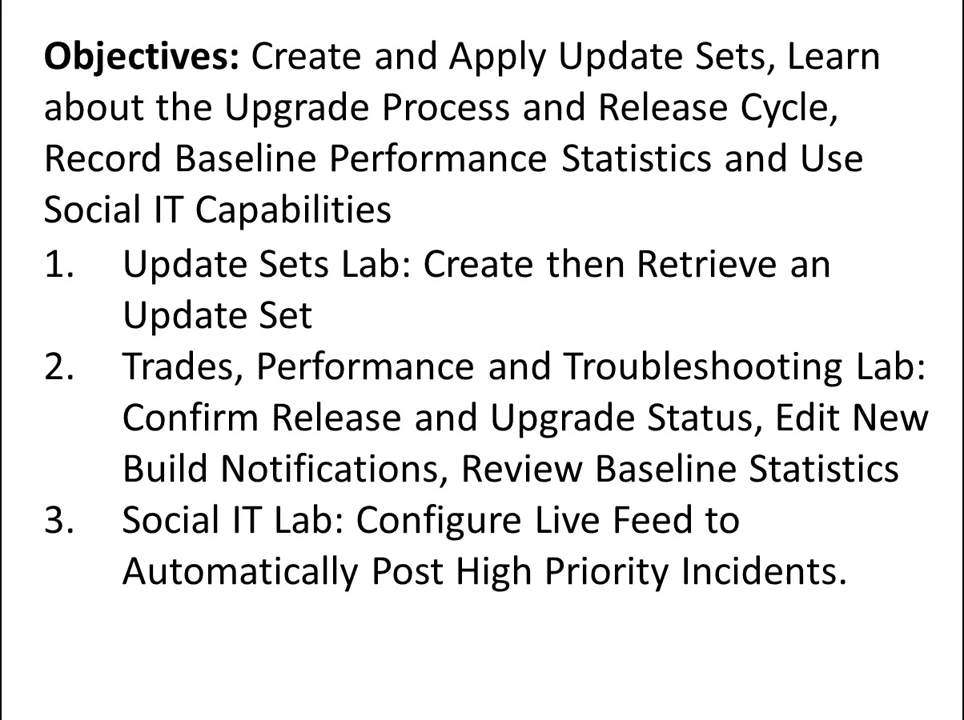 Objectives: Create and Apply Update Sets, Learn
about the Upgrade Process and Release Cycle,
Record Baseline Performance Statistics and Use
Social IT Capabilities
1. Update Sets Lab: Create then Retrieve an
Update Set
2. Trades, Performance and Troubleshooting Lab:
Confirm Release and Upgrade Status, Edit New
Build Notifications, Review Baseline Statistics
3. Social IT Lab: Configure Live Feed to
Automatically Post High Priority Incidents.